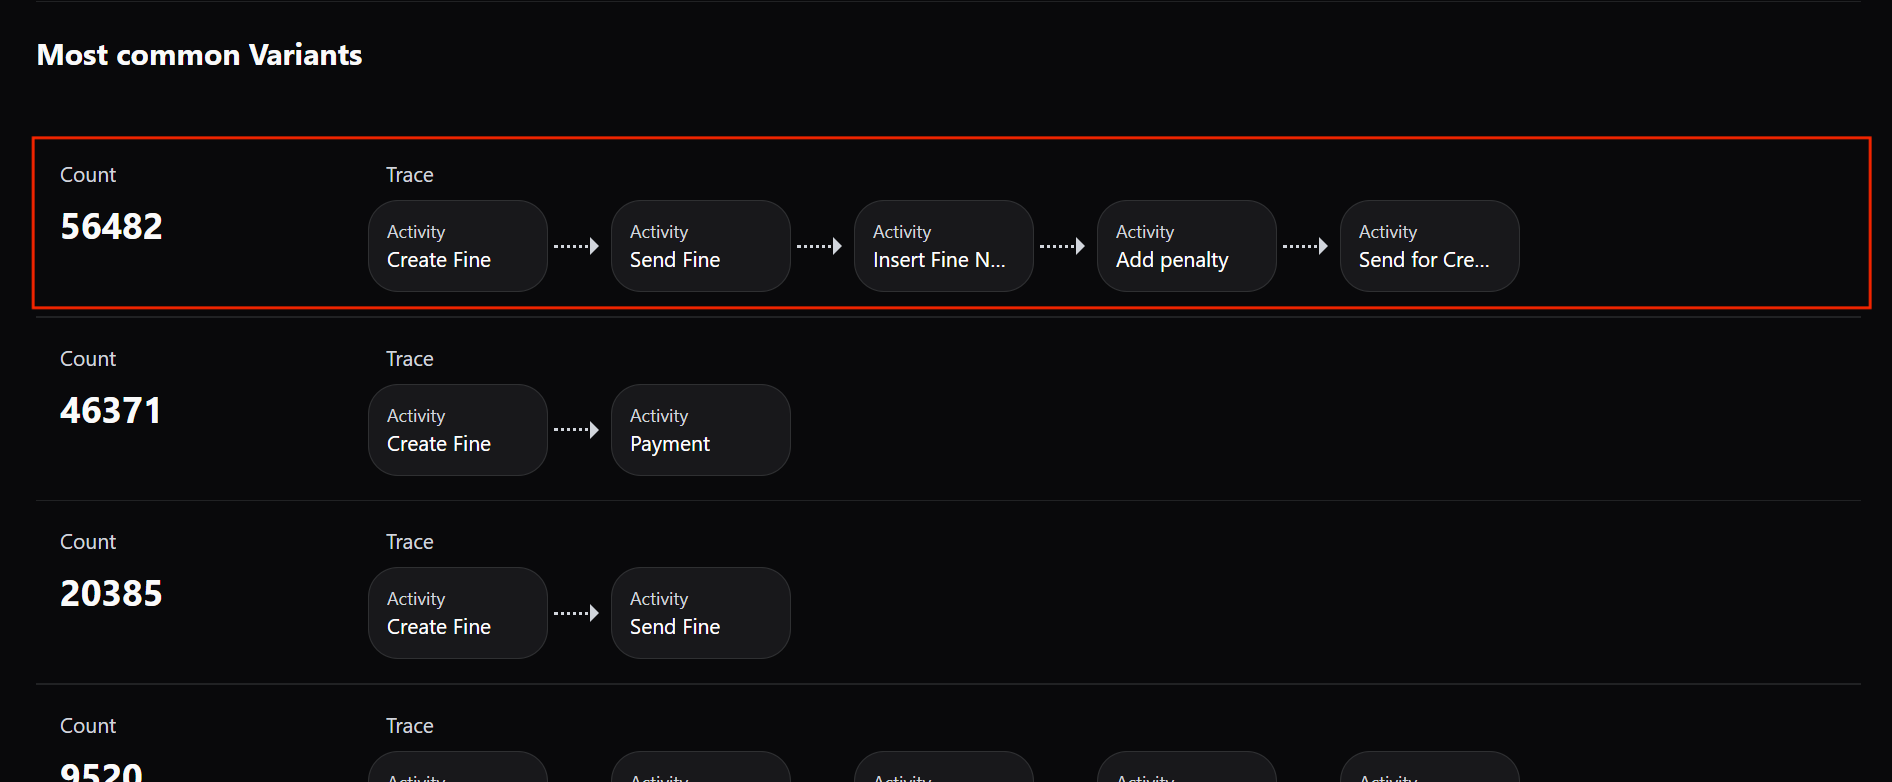 Most common Variants
Count
Trace
56482
Activity
Create Fine
Activity
Send Fine
Activity
Insert Fine N...
Activity
Add penalty
Activity
Send for Cre...
Count
Trace
46371
Activity
Create Fine
Activity
Payment
Count
Trace
20385
Activity
Create Fine
Activity
Send Fine
Count
Trace
9520
Activity
Activity
Activity
Activity
Activity